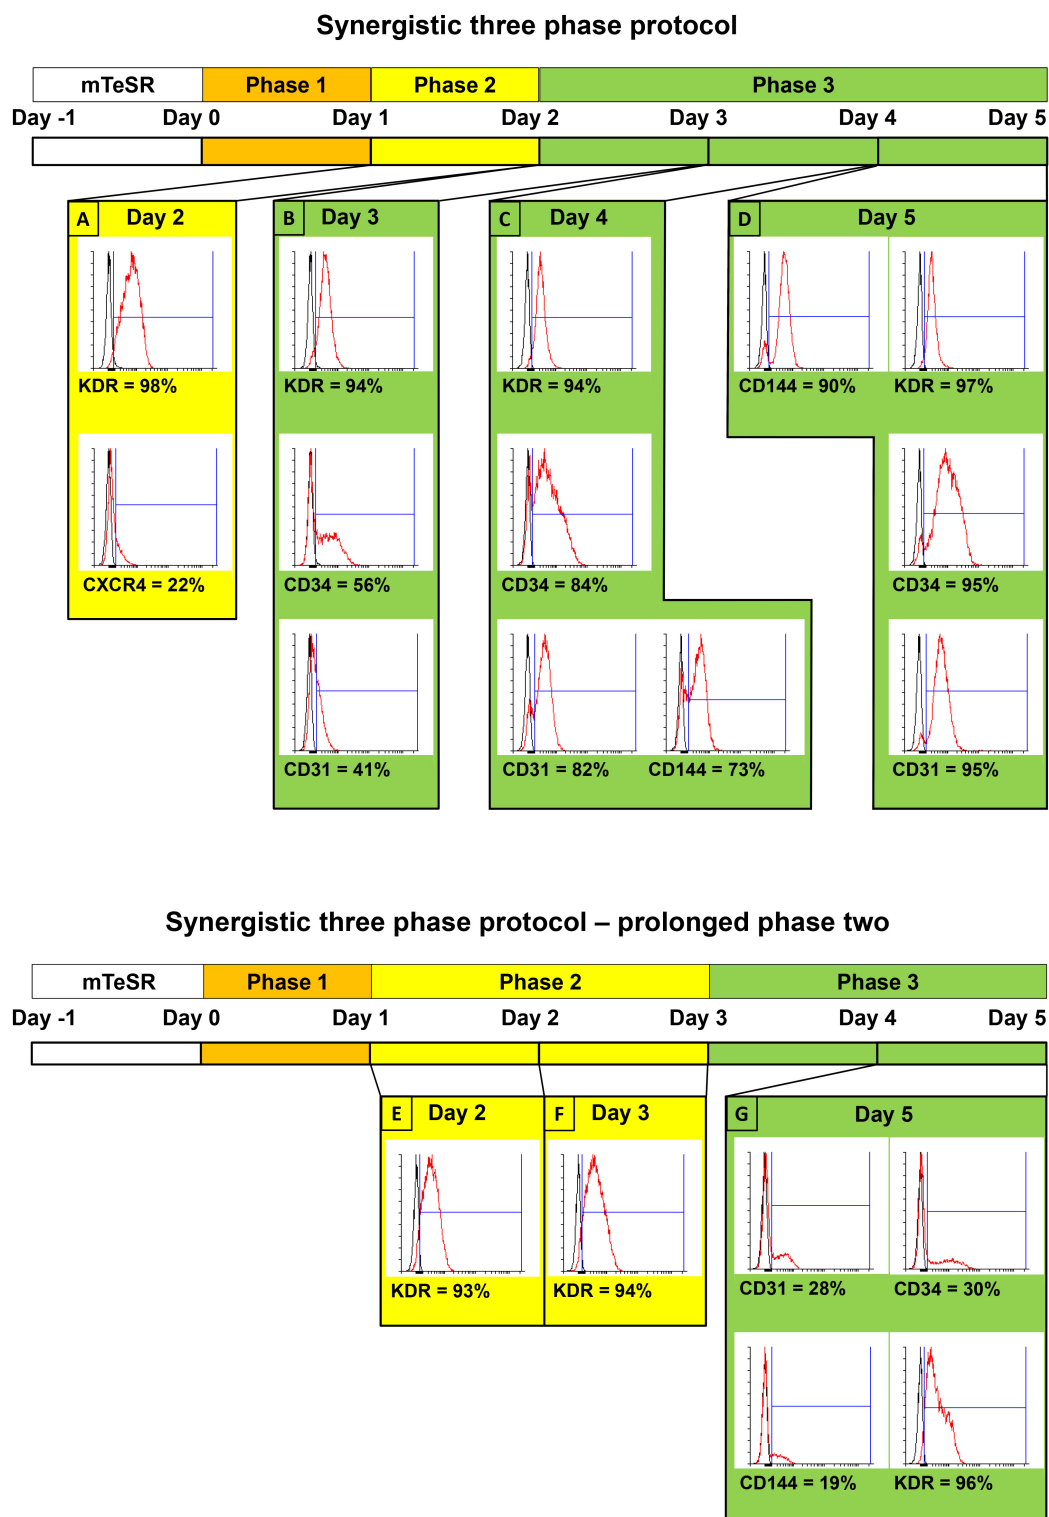 Synergistic three phase protocol
mTeSR Phase 1 Phase 2 Phase 3
Day -1 Day 0 Day 1 Day 2 Day 3 Day 4 Day 5
A Day 2
KDR = 98%
CXCR4 = 22%
B Day 3
KDR = 94%
CD34 = 56%
CD31 = 41%
C Day 4
KDR = 94%
CD34 = 84%
CD31 = 82% CD144 = 73%
D Day 5
CD144 = 90% KDR = 97%
CD34 = 95%
CD31 = 95%
Synergistic three phase protocol – prolonged phase two
mTeSR Phase 1 Phase 2 Phase 3
Day -1 Day 0 Day 1 Day 2 Day 3 Day 4 Day 5
E Day 2
KDR = 93%
F Day 3
KDR = 94%
G Day 5
CD31 = 28% CD34 = 30%
CD144 = 19% KDR = 96%